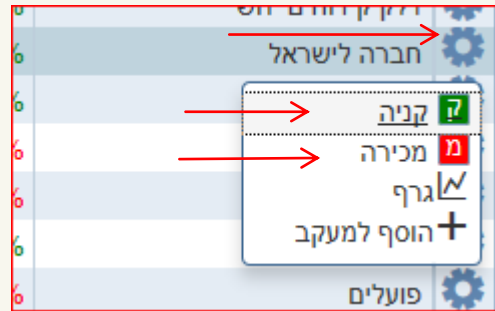 חברה לישראל
ק קניה
מ מכירה
גרף
הוסף למעקב
פועלים
%
%
%
%
%
%